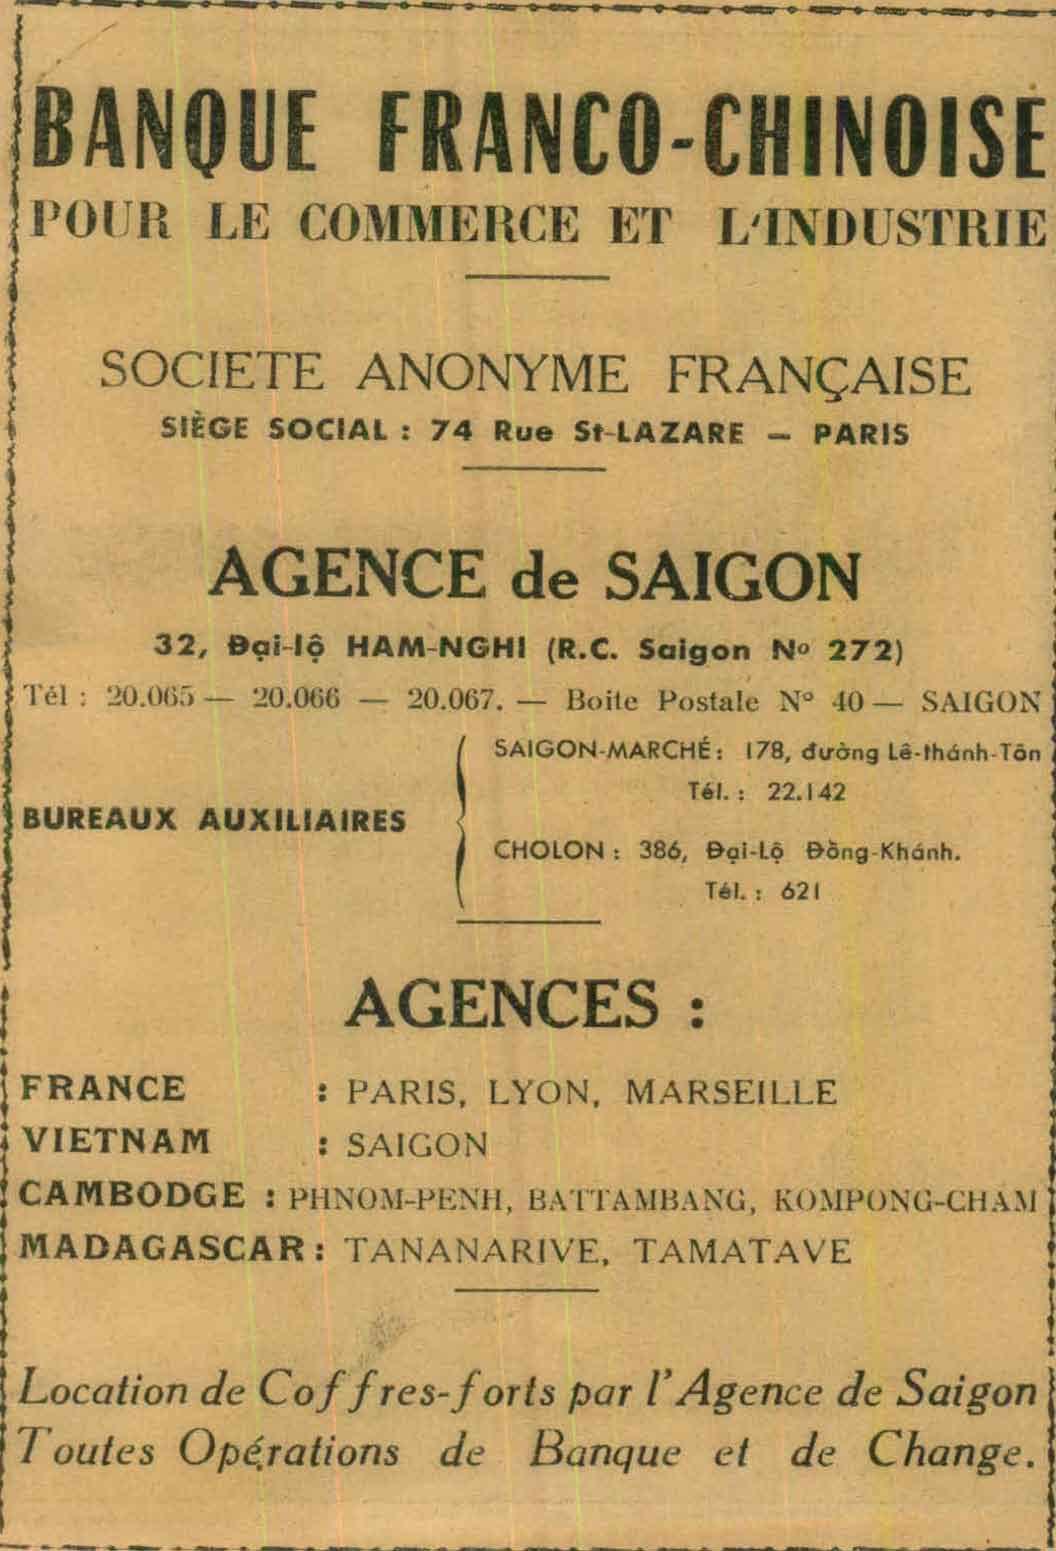 BANQUE FRANCO-CHINOISE
POUR LE COMMERCE ET L'INDUSTRIE
SOCIETE ANONYME FRANÇAISE
SIÈGE SOCIAL : 74 Rue St-LAZARE — PARIS
AGENCE de SAIGON
32, Đại-lộ HAM-NGHI (R.C. Saigon Nº 272)
Tél : 20.065 — 20.066 — 20.067. — Boite Postale N° 40 — SAIGON
BUREAUX AUXILIAIRES
SAIGON-MARCHÉ : 178, đường Lê-thánh-Tôn
Tél. : 22.142
CHOLON : 386, Đại-Lộ Đồng-Khánh.
Tél. : 621
AGENCES :
FRANCE : PARIS, LYON, MARSEILLE
VIETNAM : SAIGON
CAMBODGE : PHNOM-PENH, BATTAMBANG, KOMPONG-CHAM
MADAGASCAR : TANANARIVE, TAMATAVE
Location de Coffres-forts par l'Agence de Saigon
Toutes Opérations de Banque et de Change.